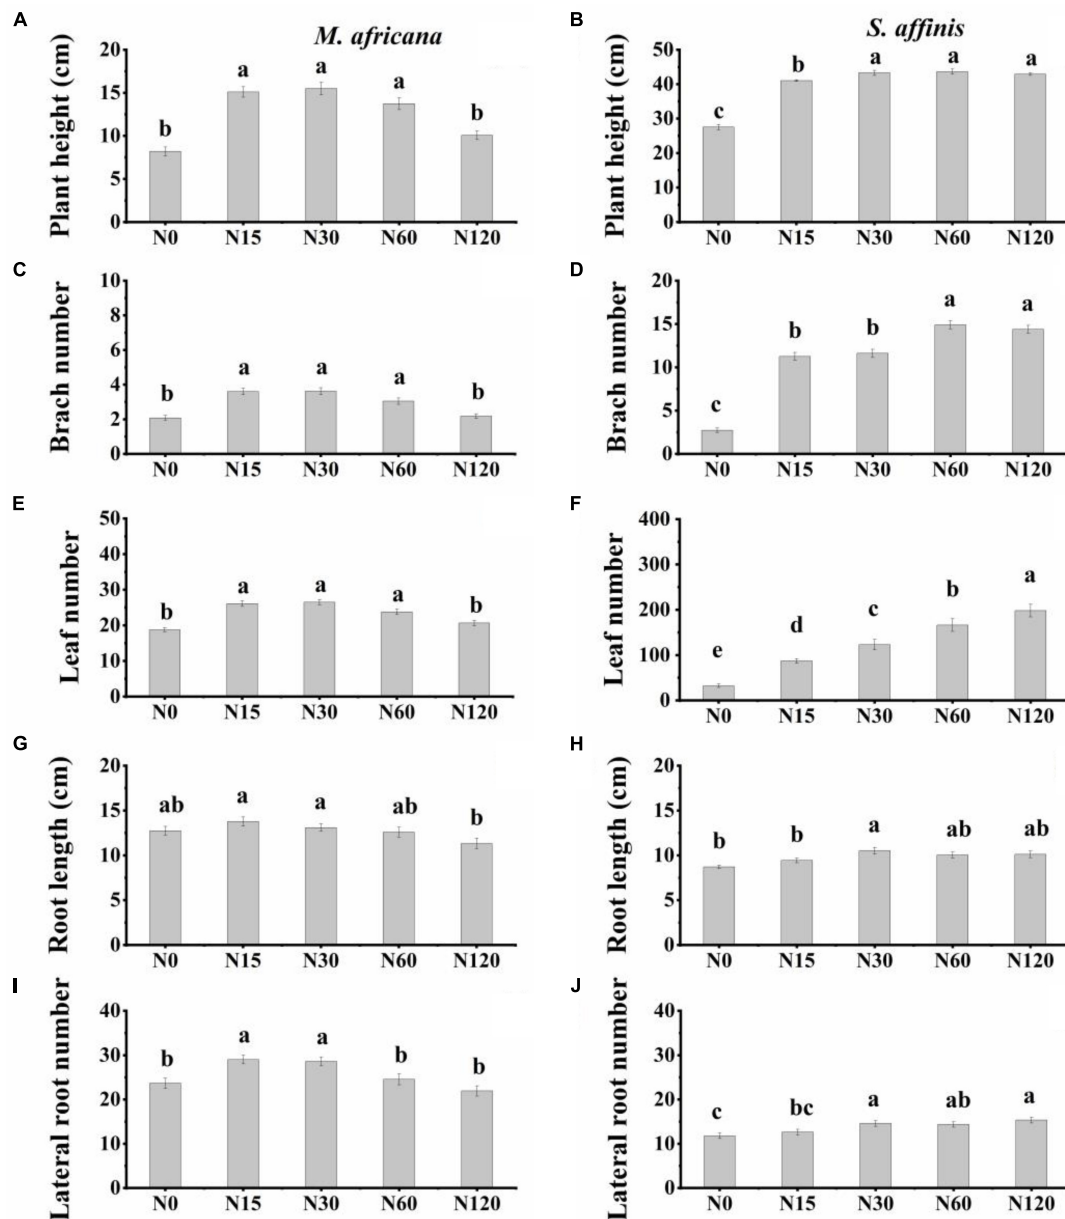 A
M. africana
Plant height (cm)
20
15
10
5
0
b
a
a
a
b
N0 N15 N30 N60 N120
B
S. affinis
Plant height (cm)
50
40
30
20
10
0
c
b
a
a
a
N0 N15 N30 N60 N120
C
Brach number
10
8
6
4
2
0
b
a
a
a
b
N0 N15 N30 N60 N120
D
Brach number
20
15
10
5
0
c
b
b
a
a
N0 N15 N30 N60 N120
E
Leaf number
50
40
30
20
10
0
b
a
a
a
b
N0 N15 N30 N60 N120
F
Leaf number
400
300
200
100
0
e
d
c
b
a
N0 N15 N30 N60 N120
G
Root length (cm)
20
15
10
5
0
ab
a
a
ab
b
N0 N15 N30 N60 N120
H
Root length (cm)
20
15
10
5
0
b
b
a
ab
ab
N0 N15 N30 N60 N120
I
Lateral root number
40
30
20
10
0
b
a
a
b
b
N0 N15 N30 N60 N120
J
Lateral root number
40
30
20
10
0
c
bc
a
ab
a
N0 N15 N30 N60 N120